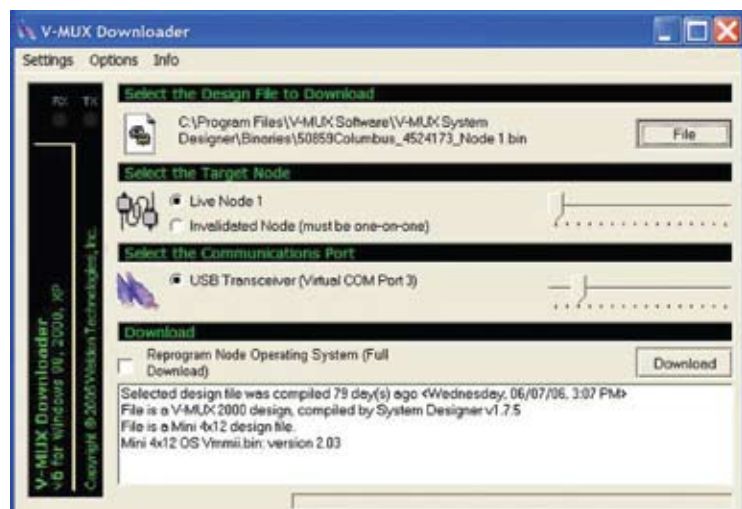 V-MUX Downloader
Settings Options Info
RX TX
Select the Design File to Download
C:\Program Files\V-MUX Software\V-MUX System
Designer\Binaries\50859Columbus_4524173_Node 1.bin
File
Select the Target Node
Live Node 1
Invalidated Node (must be one-on-one)
Select the Communications Port
USB Transceiver (Virtual COM Port 3)
Download
Reprogram Node Operating System (Full
Download)
Download
Selected design file was compiled 79 day(s) ago <Wednesday, 06/07/06, 3:07 PM>
File is a V-MUX 2000 design, compiled by System Designer v1.7.5
File is a Mini 4x12 design file.
Mini 4x12 OS Vmmii.bin: version 2.03
V-MUX Downloader
v6 for Windows 98, 2000, XP
Copyright © 2005 Weldon Technologies, Inc.